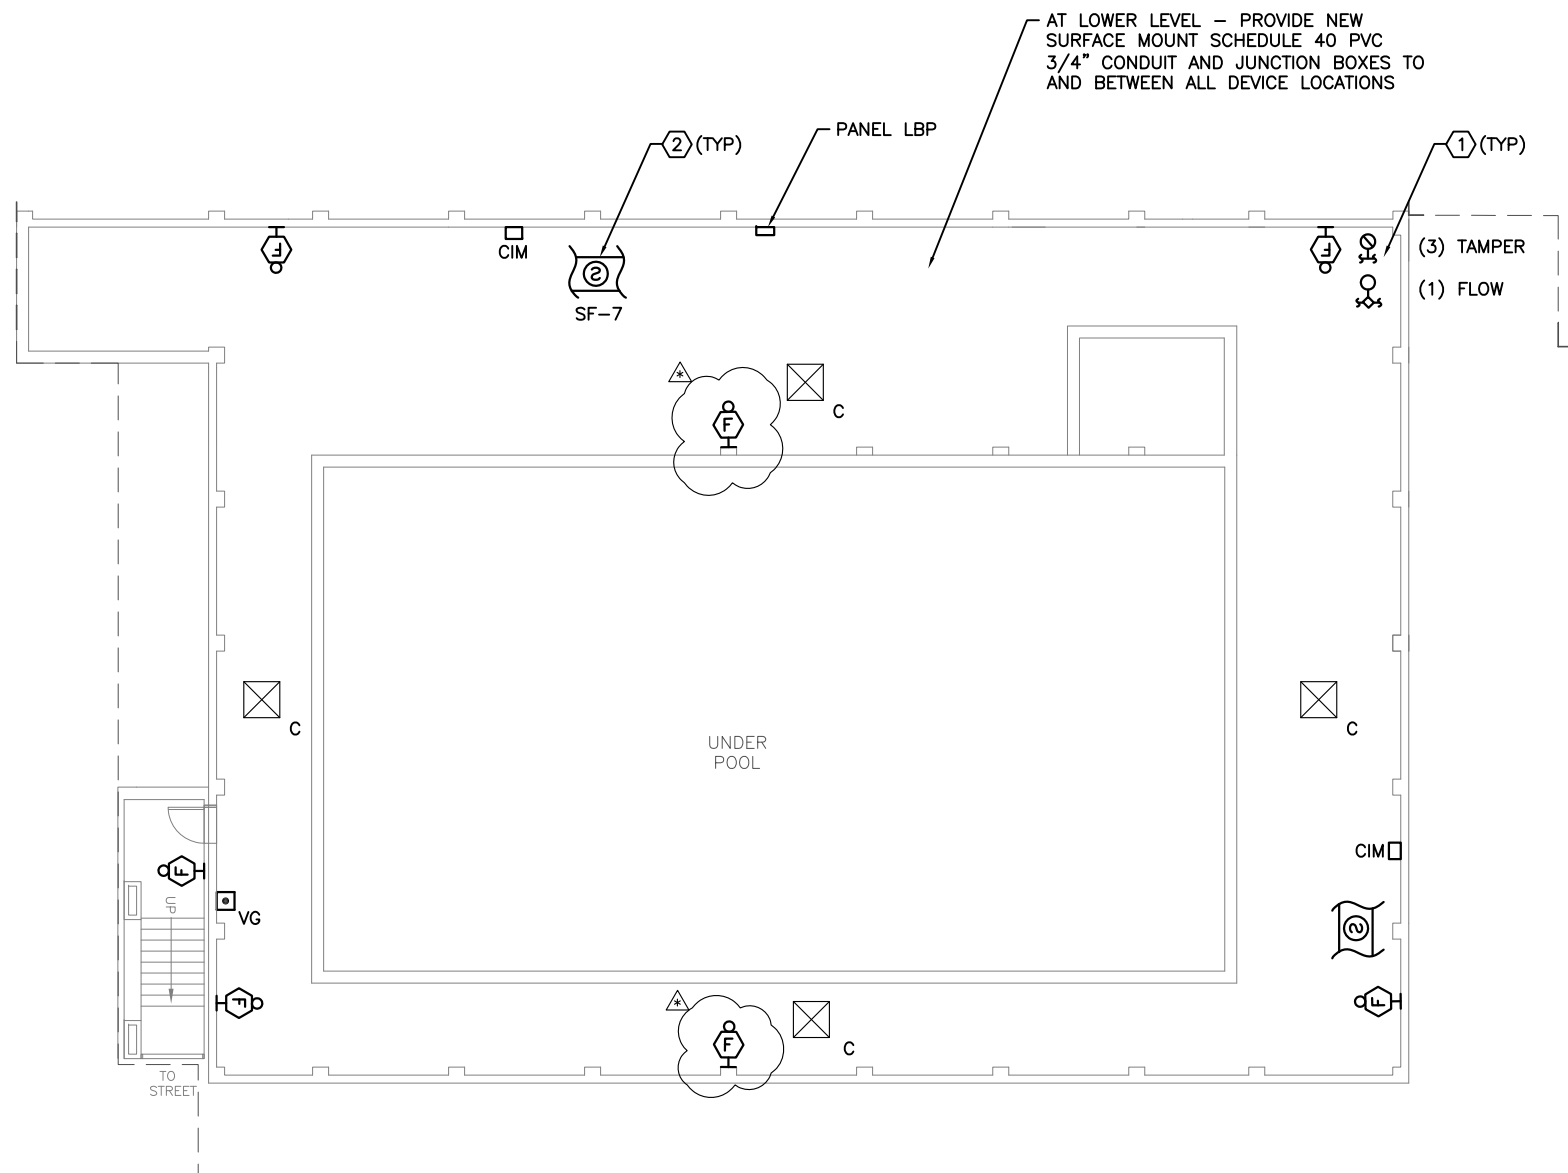 AT LOWER LEVEL – PROVIDE NEW
SURFACE MOUNT SCHEDULE 40 PVC
3/4" CONDUIT AND JUNCTION BOXES TO
AND BETWEEN ALL DEVICE LOCATIONS
PANEL LBP
2 (TYP)
1 (TYP)
F
CIM
S
SF-7
F
(3) TAMPER
(1) FLOW
*
F
C
C
C
UNDER
POOL
CIM
F
UP
VG
S
F
F
*
F
C
TO
STREET